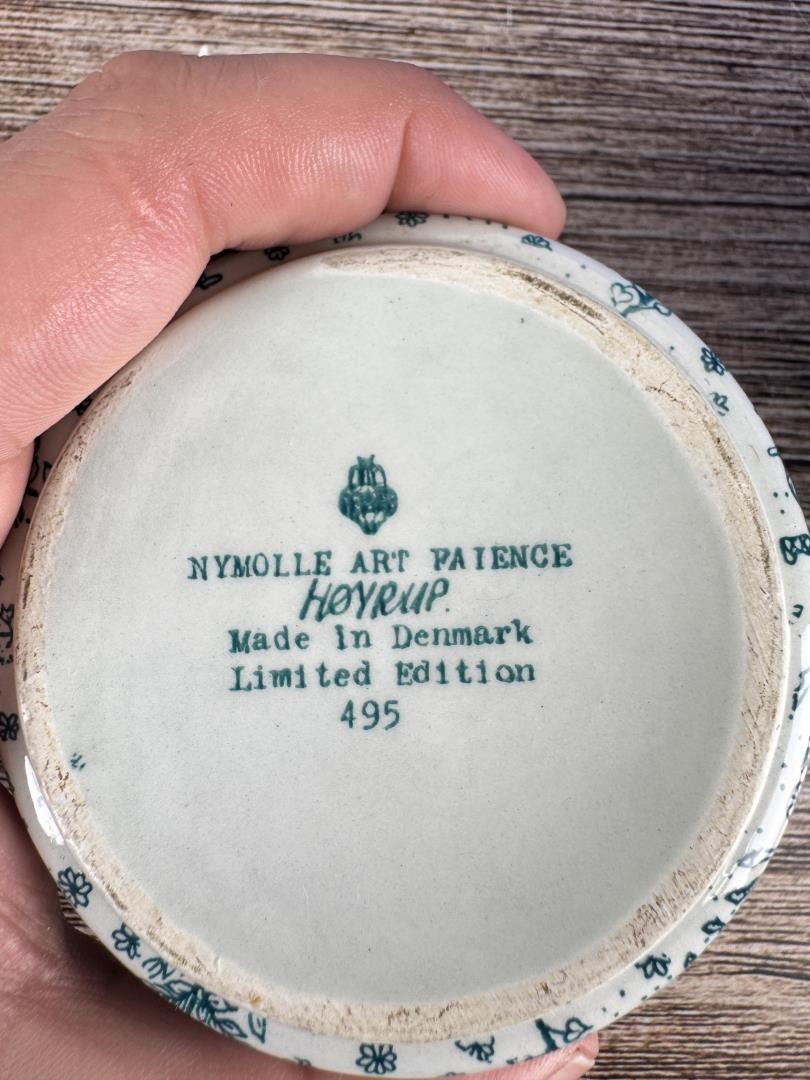 NYMOLLE ART FAIENCE
HØYRUP.
Made in Denmark
Limited Edition
495